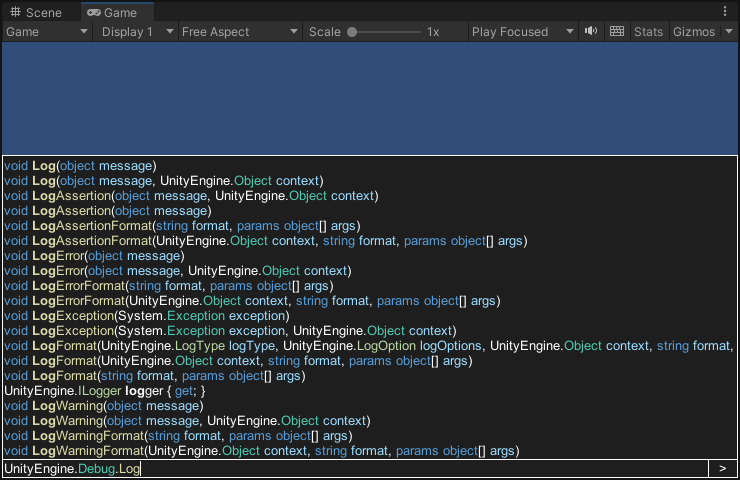 Scene Game
Game Display 1 Free Aspect Scale 1x Play Focused Stats Gizmos
void Log(object message)
void Log(object message, UnityEngine.Object context)
void LogAssertion(object message, UnityEngine.Object context)
void LogAssertion(object message)
void LogAssertionFormat(string format, params object[] args)
void LogAssertionFormat(UnityEngine.Object context, string format, params object[] args)
void LogError(object message)
void LogError(object message, UnityEngine.Object context)
void LogErrorFormat(string format, params object[] args)
void LogErrorFormat(UnityEngine.Object context, string format, params object[] args)
void LogException(System.Exception exception)
void LogException(System.Exception exception, UnityEngine.Object context)
void LogFormat(UnityEngine.LogType logType, UnityEngine.LogOption logOptions, UnityEngine.Object context, string format,
void LogFormat(UnityEngine.Object context, string format, params object[] args)
void LogFormat(string format, params object[] args)
UnityEngine.ILogger logger { get; }
void LogWarning(object message)
void LogWarning(object message, UnityEngine.Object context)
void LogWarningFormat(string format, params object[] args)
void LogWarningFormat(UnityEngine.Object context, string format, params object[] args)
UnityEngine.Debug.Log >